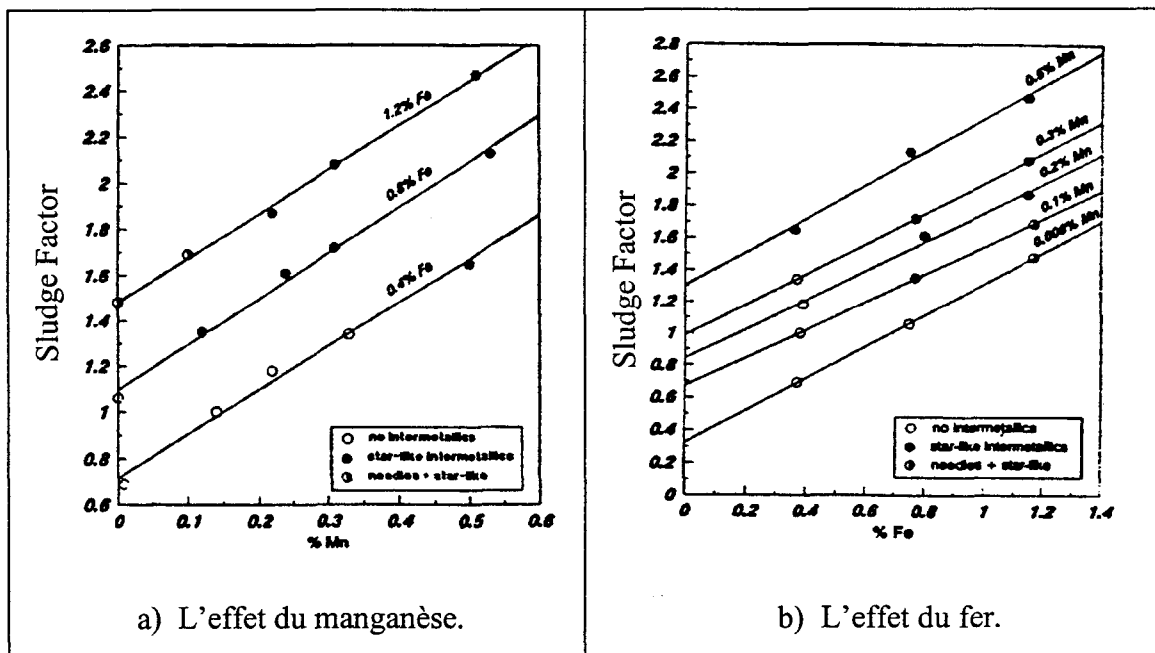 2.6
2.4
2.2
2
1.8
1.6
1.4
1.2
1
0.8
0.6
Sludge Factor
1.2% Fe
0.8% Fe
0.4% Fe
no intermetallics
star-like intermetallics
needles + star-like
0 0.1 0.2 0.3 0.4 0.5 0.6
% Mn
a) L'effet du manganèse.
2.8
2.6
2.4
2.2
2
1.8
1.6
1.4
1.2
1
0.8
0.6
0.4
0.2
0
Sludge Factor
0.5% Mn
0.3% Mn
0.2% Mn
0.1% Mn
0.006% Mn
no intermetallics
star-like intermetallics
needles + star-like
0 0.2 0.4 0.6 0.8 1 1.2 1.4
% Fe
b) L'effet du fer.